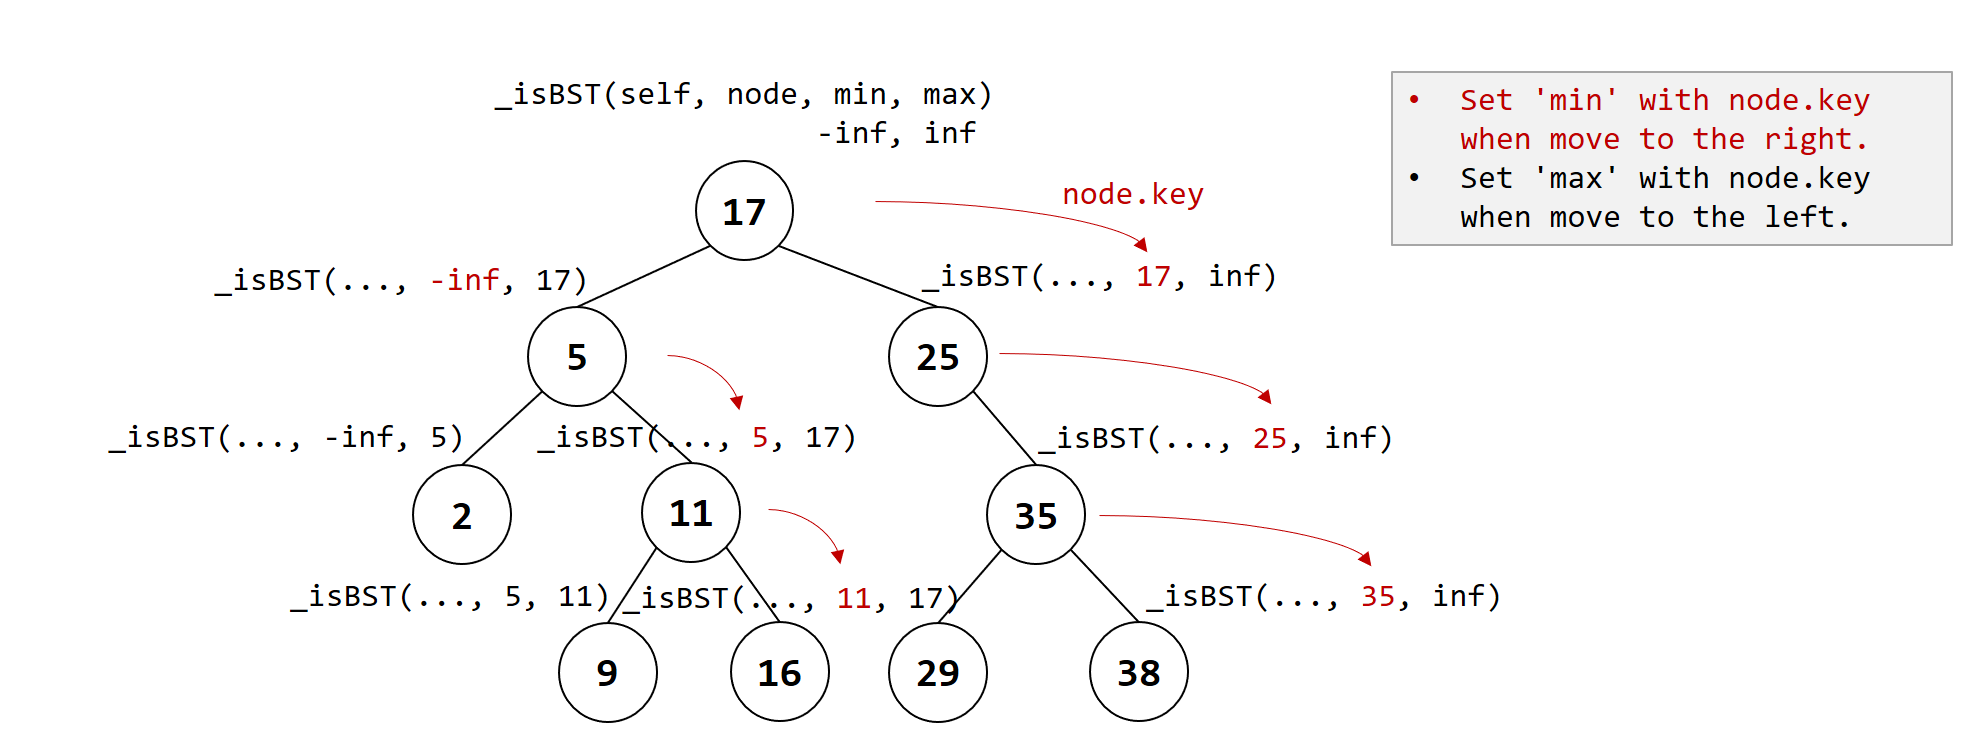 _isBST(self, node, min, max)
-inf, inf
• Set 'min' with node.key
when move to the right.
• Set 'max' with node.key
when move to the left.
node.key
17
_isBST(..., -inf, 17)
_isBST(..., 17, inf)
5
25
_isBST(..., -inf, 5)
_isBST(..., 5, 17)
_isBST(..., 25, inf)
2
11
35
_isBST(..., 5, 11)
_isBST(..., 11, 17)
_isBST(..., 35, inf)
9
16
29
38